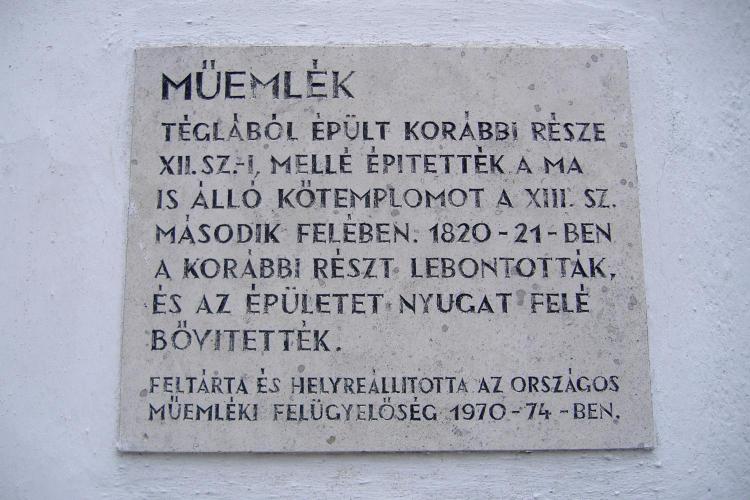 MŰEMLÉK
TÉGLÁBÓL ÉPÜLT KORÁBBI RÉSZE
XII. SZ.-I, MELLÉ ÉPITETTÉK A MA
IS ÁLLÓ KŐTEMPLOMOT A XIII. SZ.
MÁSODIK FELÉBEN. 1820-21-BEN
A KORÁBBI RÉSZT LEBONTOTTÁK,
ÉS AZ ÉPÜLETET NYUGAT FELÉ
BŐVITETTÉK.
FELTÁRTA ÉS HELYREÁLLITOTTA AZ ORSZÁGOS
MŰEMLÉKI FELÜGYELŐSÉG 1970-74-BEN.